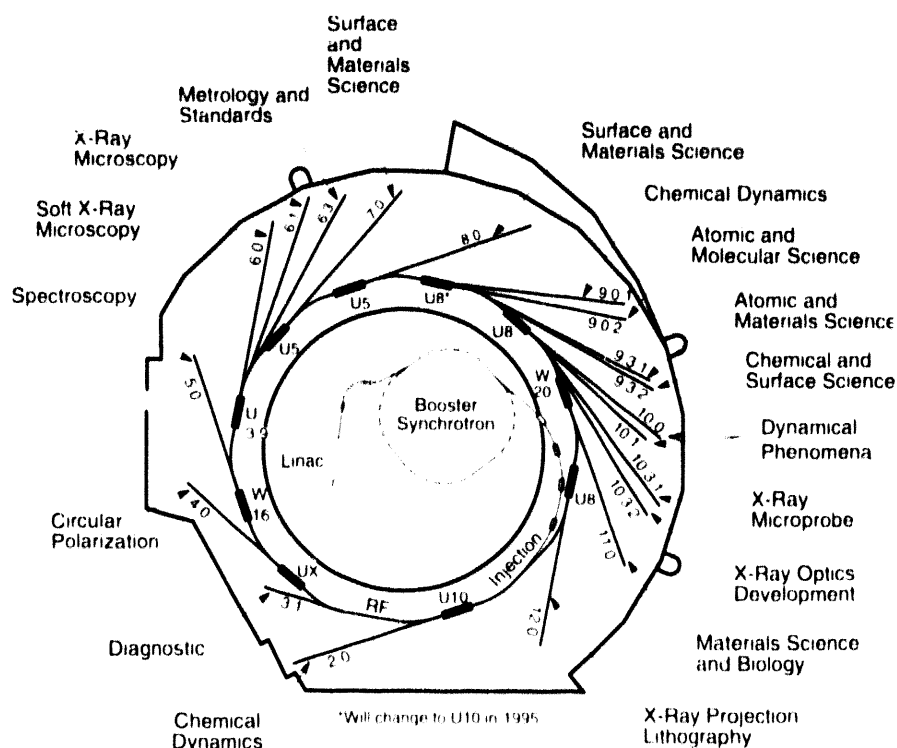 Surface
and
Materials
Science
Metrology and
Standards
X-Ray
Microscopy
Soft X-Ray
Microscopy
Spectroscopy
Surface and
Materials Science
Chemical Dynamics
Atomic and
Molecular Science
Atomic and
Materials Science
Chemical and
Surface Science
Dynamical
Phenomena
X-Ray
Microprobe
X-Ray Optics
Development
Materials Science
and Biology
X-Ray Projection
Lithography
Circular
Polarization
Diagnostic
Chemical
Dynamics
6.0
6.1
6.3
7.0
8.0
9.0.1
9.0.2
9.3.1
9.3.2
10.0
10.1
10.3.1
10.3.2
11.0
12.0
2.0
3.1
4.0
5.0
U5
U8*
U5
U8
W
20
U
3.9
W
16
UX
RF
U10
Injection
U8
Linac
Booster
Synchrotron
*Will change to U10 in 1995